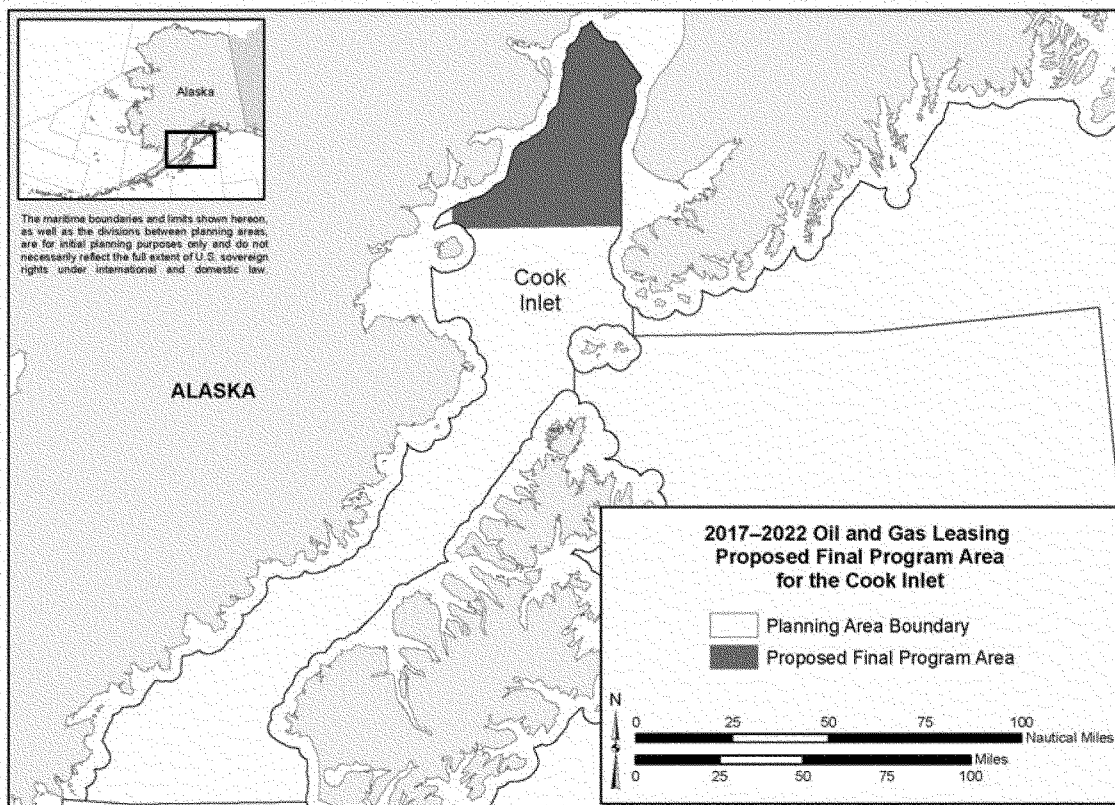 Alaska
The maritime boundaries and limits shown hereon,
as well as the divisions between planning areas,
are for initial planning purposes only and do not
necessarily reflect the full extent of U.S. sovereign
rights under international and domestic law.
Cook
Inlet
ALASKA
2017–2022 Oil and Gas Leasing
Proposed Final Program Area
for the Cook Inlet
Planning Area Boundary
Proposed Final Program Area
N
0 25 50 75 100
Nautical Miles
Miles
0 25 50 75 100